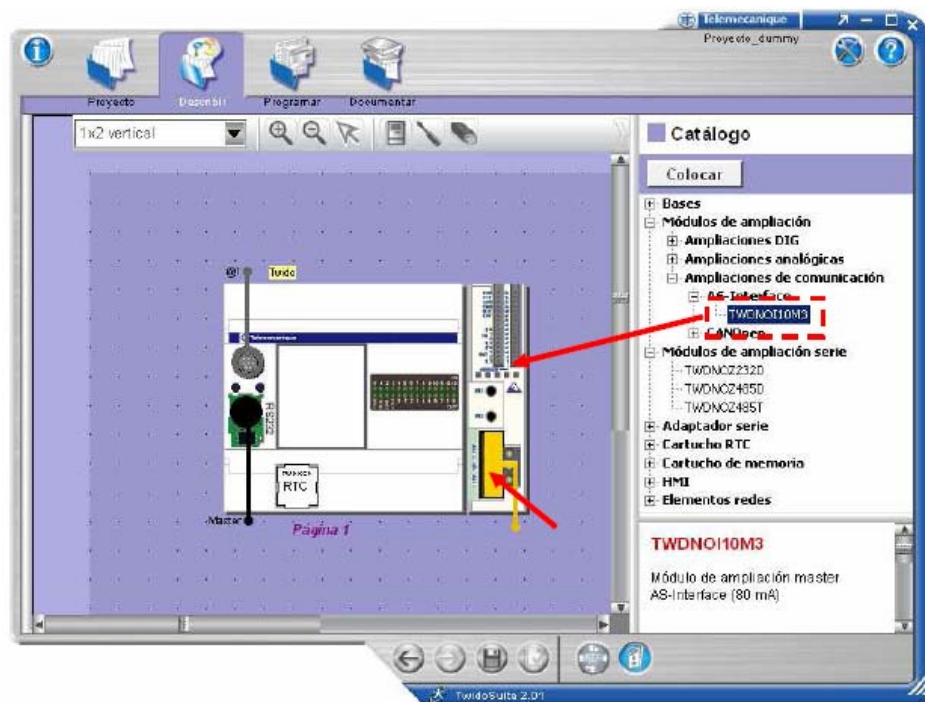 Telemecanique
Proyecto_dummy
Proyecto
Describir
Programar
Documentar
1x2 vertical
Catálogo
Colocar
Bases
Módulos de ampliación
Ampliaciones DIG
Ampliaciones analógicas
Ampliaciones de comunicación
AS-Interface
TWDNOI10M3
CANOpen
Módulos de ampliación serie
TWDNOZ232D
TWDNOZ485D
TWDNOZ485T
Adaptador serie
Cartucho RTC
Cartucho de memoria
HMI
Elementos redes
@1
Twido
Telemecanique
RS232
RTC
Master
Página 1
TWDNOI10M3
Módulo de ampliación master
AS-Interface (80 mA)
TwidoSuite 2.01